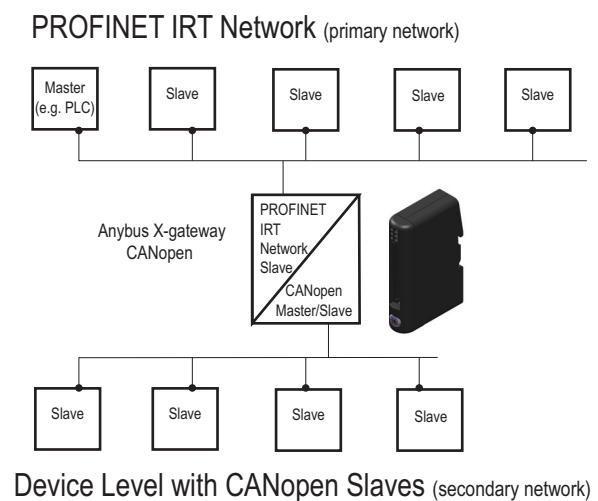 PROFINET IRT Network (primary network)
Master
(e.g. PLC)
Slave
Slave
Slave
Slave
Anybus X-gateway
CANopen
PROFINET
IRT
Network
Slave
CANopen
Master/Slave
Slave
Slave
Slave
Slave
Device Level with CANopen Slaves (secondary network)